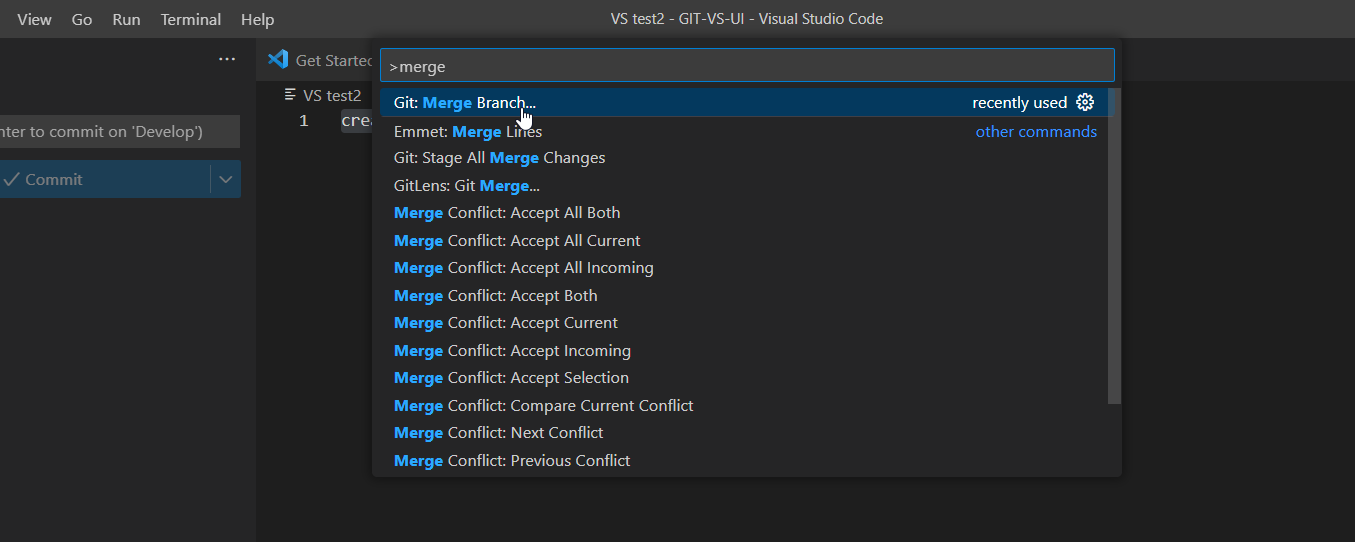 View Go Run Terminal Help VS test2 - GIT-VS-UI - Visual Studio Code
Get Started
>merge
VS test2
Git: Merge Branch... recently used
1
Emmet: Merge Lines other commands
nter to commit on 'Develop')
Git: Stage All Merge Changes
Commit
GitLens: Git Merge...
Merge Conflict: Accept All Both
Merge Conflict: Accept All Current
Merge Conflict: Accept All Incoming
Merge Conflict: Accept Both
Merge Conflict: Accept Current
Merge Conflict: Accept Incoming
Merge Conflict: Accept Selection
Merge Conflict: Compare Current Conflict
Merge Conflict: Next Conflict
Merge Conflict: Previous Conflict